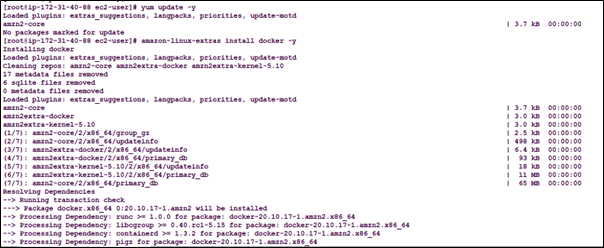 [root@ip-172-31-40-88 ec2-user]# yum update -y
Loaded plugins: extras_suggestions, langpacks, priorities, update-motd
amzn2-core | 3.7 kB 00:00:00
No packages marked for update
[root@ip-172-31-40-88 ec2-user]# amazon-linux-extras install docker -y
Installing docker
Loaded plugins: extras_suggestions, langpacks, priorities, update-motd
Cleaning repos: amzn2-core amzn2extra-docker amzn2extra-kernel-5.10
17 metadata files removed
6 sqlite files removed
0 metadata files removed
Loaded plugins: extras_suggestions, langpacks, priorities, update-motd
amzn2-core | 3.7 kB 00:00:00
amzn2extra-docker | 3.0 kB 00:00:00
amzn2extra-kernel-5.10 | 3.0 kB 00:00:00
(1/7): amzn2-core/2/x86_64/group_gz | 2.5 kB 00:00:00
(2/7): amzn2-core/2/x86_64/updateinfo | 498 kB 00:00:00
(3/7): amzn2extra-docker/2/x86_64/updateinfo | 6.4 kB 00:00:00
(4/7): amzn2extra-docker/2/x86_64/primary_db | 93 kB 00:00:00
(5/7): amzn2extra-kernel-5.10/2/x86_64/updateinfo | 18 kB 00:00:00
(6/7): amzn2extra-kernel-5.10/2/x86_64/primary_db | 11 MB 00:00:00
(7/7): amzn2-core/2/x86_64/primary_db | 65 MB 00:00:00
Resolving Dependencies
--> Running transaction check
---> Package docker.x86_64 0:20.10.17-1.amzn2 will be installed
--> Processing Dependency: runc >= 1.0.0 for package: docker-20.10.17-1.amzn2.x86_64
--> Processing Dependency: libcgroup >= 0.40.rc1-5.15 for package: docker-20.10.17-1.amzn2.x86_64
--> Processing Dependency: containerd >= 1.3.2 for package: docker-20.10.17-1.amzn2.x86_64
--> Processing Dependency: pigz for package: docker-20.10.17-1.amzn2.x86_64